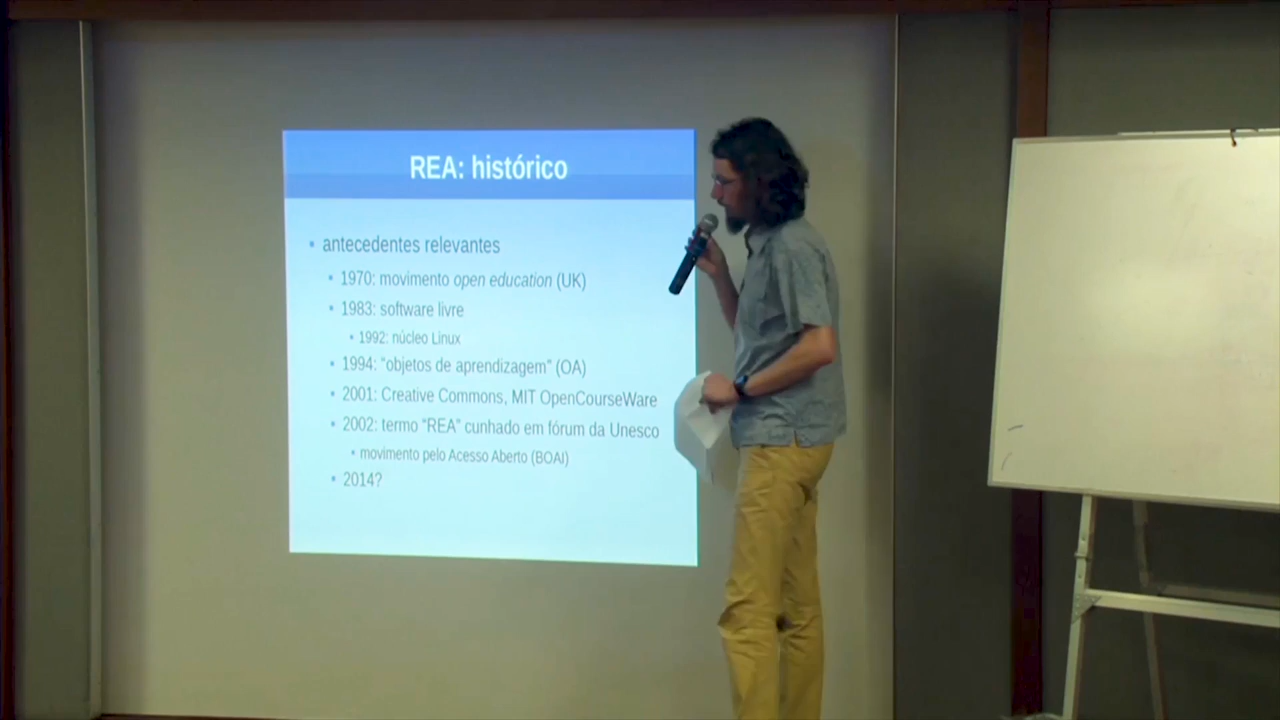 REA: histórico
antecedentes relevantes
1970: movimento open education (UK)
1983: software livre
1992: núcleo Linux
1994: “objetos de aprendizagem” (OA)
2001: Creative Commons, MIT OpenCourseWare
2002: termo “REA” cunhado em fórum da Unesco
movimento pelo Acesso Aberto (BOAI)
2014?